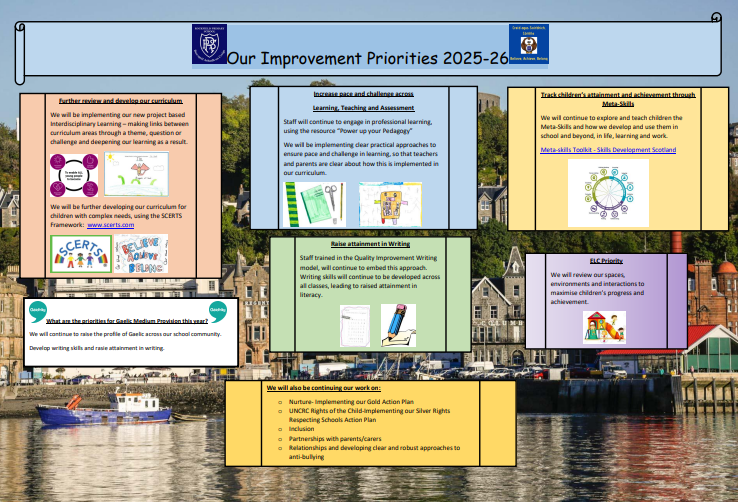 Our Improvement Priorities 2025-26
Further review and develop our curriculum
We will be implementing our new project based
Interdisciplinary Learning – making links between
curriculum areas through a theme, question or
challenge and deepening our learning as a result.
We will be further developing our curriculum for
children with complex needs, using the SCERTS
Framework: www.scerts.com
SCERTS
BELIEVE
ACHIEVE
BELONG
Increase pace and challenge across
Learning, Teaching and Assessment
Staff will continue to engage in professional learning,
using the resource "Power up your Pedagogy"
We will be implementing clear practical approaches to
ensure pace and challenge in learning, so that teachers
and parents are clear about how this is implemented in
our curriculum.
Track children's attainment and achievement through
Meta-Skills
We will continue to explore and teach children the
Meta-Skills and how we develop and use them in
school and beyond, in life, learning and work.
Meta-skills Toolkit - Skills Development Scotland
Raise attainment in Writing
Staff trained in the Quality Improvement Writing
model, will continue to embed this approach.
Writing skills will continue to be developed across
all classes, leading to raised attainment in
literacy.
ELC Priority
We will review our spaces,
environments and interactions to
maximise children's progress and
achievement.
What are the priorities for Gaelic Medium Provision this year?
We will continue to raise the profile of Gaelic across our school community.
Develop writing skills and rasie attainment in writing.
We will also be continuing our work on:
Nurture- Implementing our Gold Action Plan
UNCRC Rights of the Child-Implementing our Silver Rights
Respecting Schools Action Plan
Inclusion
Partnerships with parents/carers
Relationships and developing clear and robust approaches to
anti-bullying